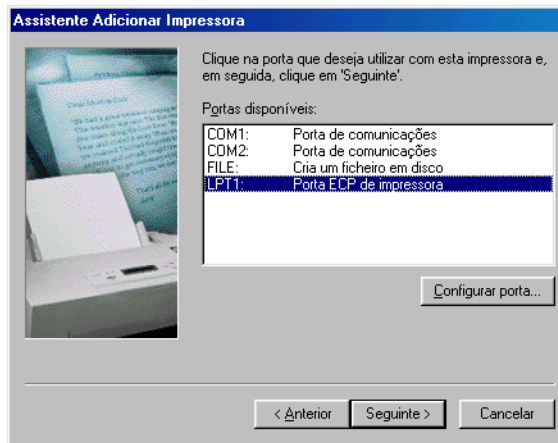 Assistente Adicionar Impressora
Clique na porta que deseja utilizar com esta impressora e,
em seguida, clique em 'Seguinte'.
Portas disponíveis:
COM1: Porta de comunicações
COM2: Porta de comunicações
FILE: Cria um ficheiro em disco
LPT1: Porta ECP de impressora
Configurar porta...
< Anterior Seguinte > Cancelar